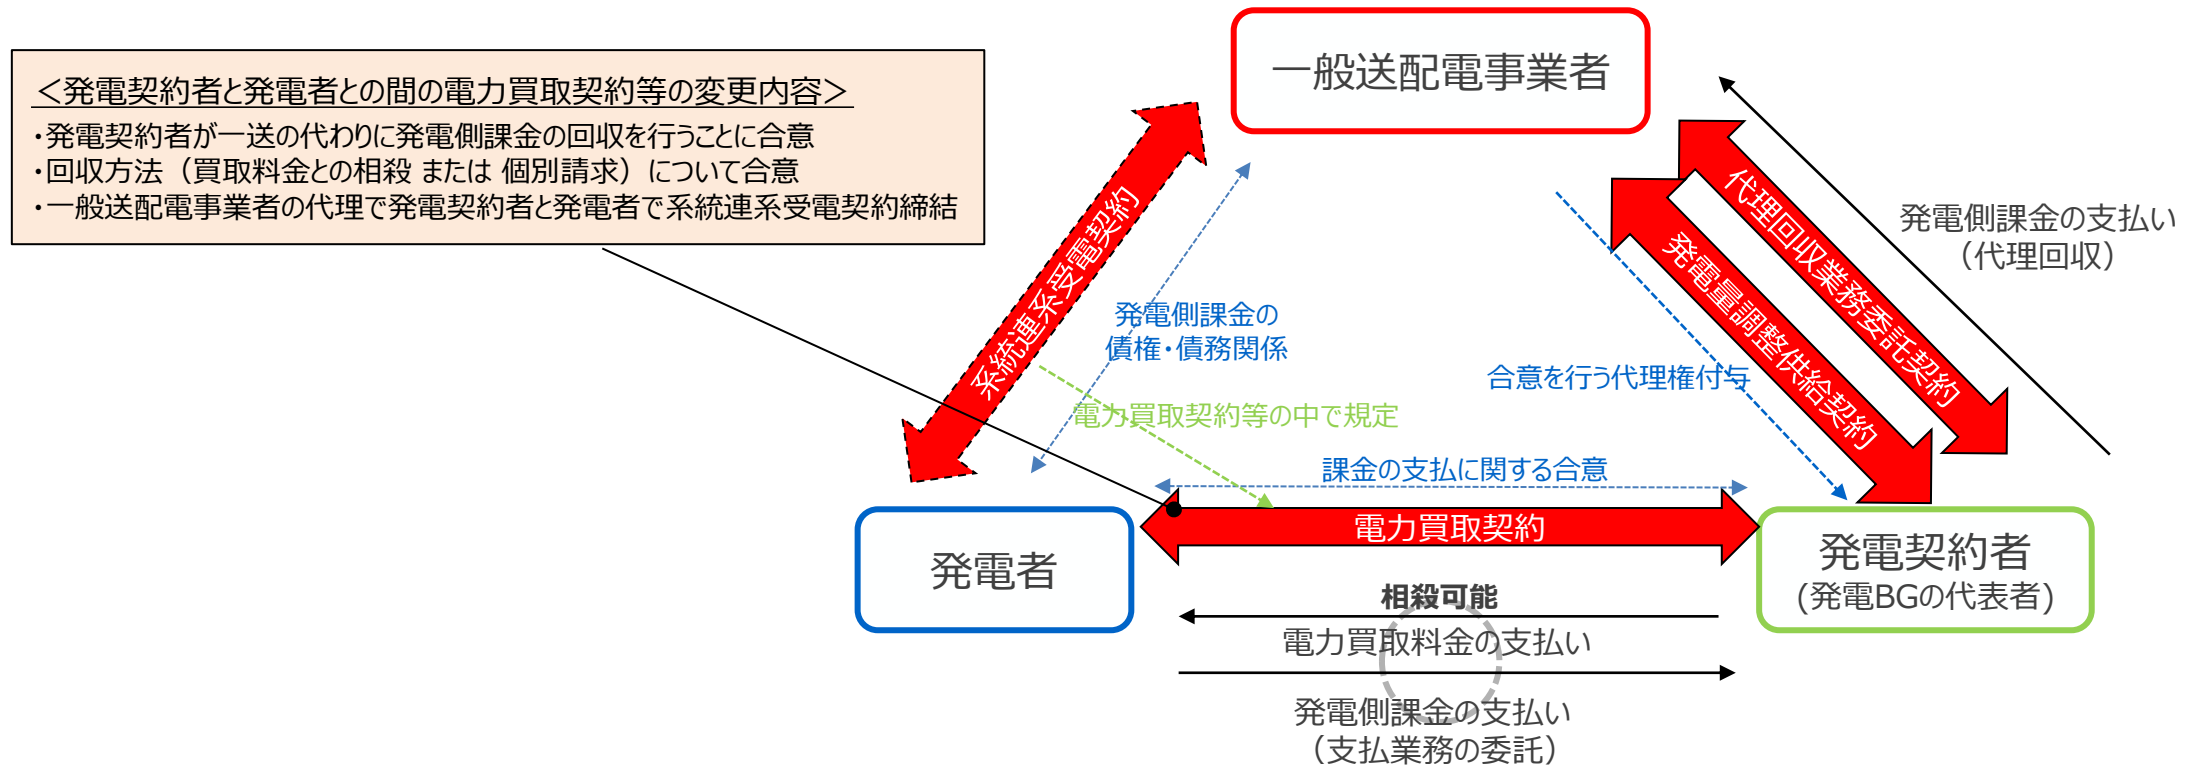 一般送配電事業者
＜発電契約者と発電者との間の電力買取契約等の変更内容＞
・発電契約者が一送の代わりに発電側課金の回収を行うことに合意
・回収方法（買取料金との相殺 または 個別請求）について合意
・一般送配電事業者の代理で発電契約者と発電者で系統連系受電契約締結
系統連系受電契約
代理回収業務委託契約
発電量調整供給契約
発電側課金の支払い
（代理回収）
発電側課金の
債権・債務関係
合意を行う代理権付与
電力買取契約等の中で規定
課金の支払に関する合意
電力買取契約
発電者
発電契約者
(発電BGの代表者)
相殺可能
電力買取料金の支払い
発電側課金の支払い
（支払業務の委託）